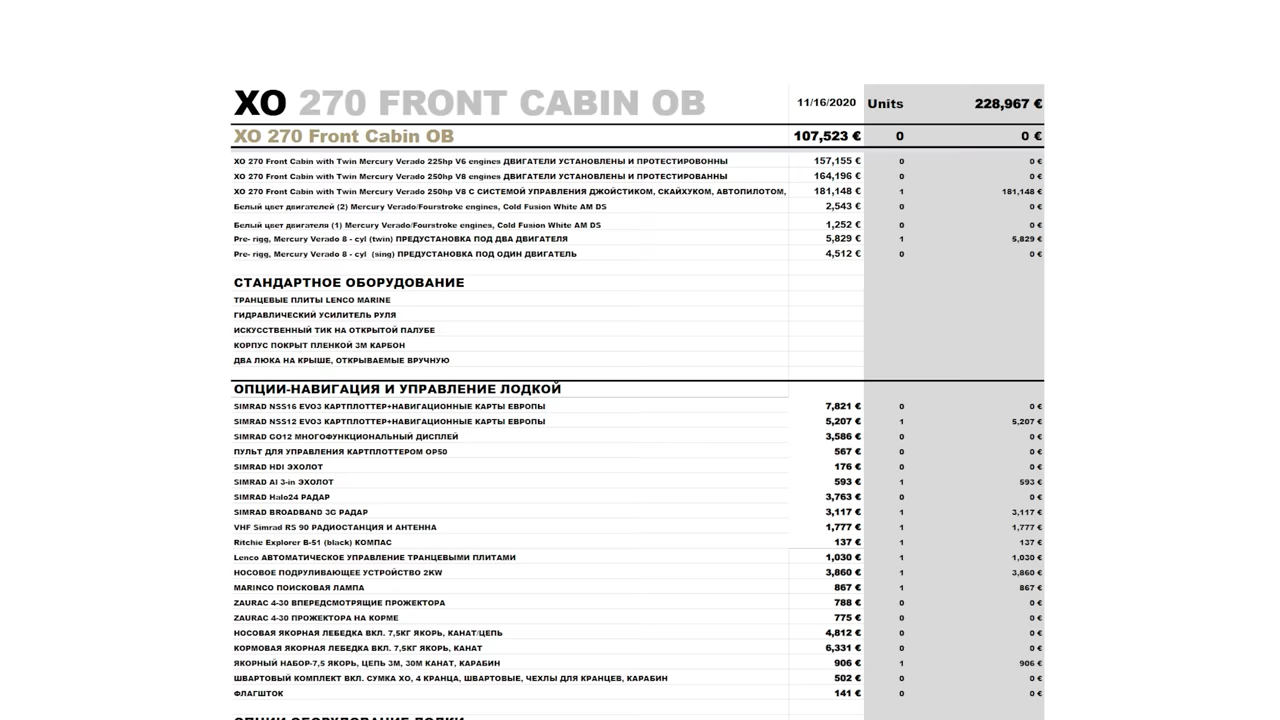 XO 270 FRONT CABIN OB 11/16/2020 Units 228,967 €
XO 270 Front Cabin OB 107,523 € 0 0 €
XO 270 Front Cabin with Twin Mercury Verado 225hp V6 engines ДВИГАТЕЛИ УСТАНОВЛЕНЫ И ПРОТЕСТИРОВОННЫ 157,155 € 0 0 €
XO 270 Front Cabin with Twin Mercury Verado 250hp V8 engines ДВИГАТЕЛИ УСТАНОВЛЕНЫ И ПРОТЕСТИРОВАННЫ 164,196 € 0 0 €
XO 270 Front Cabin with Twin Mercury Verado 250hp V8 С СИСТЕМОЙ УПРАВЛЕНИЯ ДЖОЙСТИКОМ, СКАЙХУКОМ, АВТОПИЛОТОМ, 181,148 € 1 181,148 €
Белый цвет двигателей (2) Mercury Verado/Fourstroke engines, Cold Fusion White AM DS 2,543 € 0 0 €
Белый цвет двигателя (1) Mercury Verado/Fourstroke engines, Cold Fusion White AM DS 1,252 € 0 0 €
Pre- rigg, Mercury Verado 8 - cyl (twin) ПРЕДУСТАНОВКА ПОД ДВА ДВИГАТЕЛЯ 5,829 € 1 5,829 €
Pre- rigg, Mercury Verado 8 - cyl (sing) ПРЕДУСТАНОВКА ПОД ОДИН ДВИГАТЕЛЬ 4,512 € 0 0 €
СТАНДАРТНОЕ ОБОРУДОВАНИЕ
ТРАНЦЕВЫЕ ПЛИТЫ LENCO MARINE
ГИДРАВЛИЧЕСКИЙ УСИЛИТЕЛЬ РУЛЯ
ИСКУССТВЕННЫЙ ТИК НА ОТКРЫТОЙ ПАЛУБЕ
КОРПУС ПОКРЫТ ПЛЕНКОЙ 3М КАРБОН
ДВА ЛЮКА НА КРЫШЕ, ОТКРЫВАЕМЫЕ ВРУЧНУЮ
ОПЦИИ-НАВИГАЦИЯ И УПРАВЛЕНИЕ ЛОДКОЙ
SIMRAD NSS16 EVO3 КАРТПЛОТТЕР+НАВИГАЦИОННЫЕ КАРТЫ ЕВРОПЫ 7,821 € 0 0 €
SIMRAD NSS12 EVO3 КАРТПЛОТТЕР+НАВИГАЦИОННЫЕ КАРТЫ ЕВРОПЫ 5,207 € 1 5,207 €
SIMRAD GO12 МНОГОФУНКЦИОНАЛЬНЫЙ ДИСПЛЕЙ 3,586 € 0 0 €
ПУЛЬТ ДЛЯ УПРАВЛЕНИЯ КАРТПЛОТТЕРОМ OP50 567 € 0 0 €
SIMRAD HDI ЭХОЛОТ 176 € 0 0 €
SIMRAD AI 3-in ЭХОЛОТ 593 € 1 593 €
SIMRAD Halo24 РАДАР 3,763 € 0 0 €
SIMRAD BROADBAND 3G РАДАР 3,117 € 1 3,117 €
VHF Simrad RS 90 РАДИОСТАНЦИЯ И АНТЕННА 1,777 € 1 1,777 €
Ritchie Explorer B-51 (black) КОМПАС 137 € 1 137 €
Lenco АВТОМАТИЧЕСКОЕ УПРАВЛЕНИЕ ТРАНЦЕВЫМИ ПЛИТАМИ 1,030 € 1 1,030 €
НОСОВОЕ ПОДРУЛИВАЮЩЕЕ УСТРОЙСТВО 2KW 3,860 € 1 3,860 €
MARINCO ПОИСКОВАЯ ЛАМПА 867 € 1 867 €
ZAURAC 4-30 ВПЕРЕДСМОТРЯЩИЕ ПРОЖЕКТОРА 788 € 0 0 €
ZAURAC 4-30 ПРОЖЕКТОРА НА КОРМЕ 775 € 0 0 €
НОСОВАЯ ЯКОРНАЯ ЛЕБЕДКА ВКЛ. 7,5КГ ЯКОРЬ, КАНАТ/ЦЕПЬ 4,812 € 0 0 €
КОРМОВАЯ ЯКОРНАЯ ЛЕБЕДКА ВКЛ. 7,5КГ ЯКОРЬ, КАНАТ 6,331 € 0 0 €
ЯКОРНЫЙ НАБОР-7,5 ЯКОРЬ, ЦЕПЬ 3М, 30М КАНАТ, КАРАБИН 906 € 1 906 €
ШВАРТОВЫЙ КОМПЛЕКТ ВКЛ. СУМКА XO, 4 КРАНЦА, ШВАРТОВЫЕ, ЧЕХЛЫ ДЛЯ КРАНЦЕВ, КАРАБИН 502 € 0 0 €
ФЛАГШТОК 141 € 0 0 €
ОПЦИИ ОБОРУДОВАНИЕ ЛОДКИ